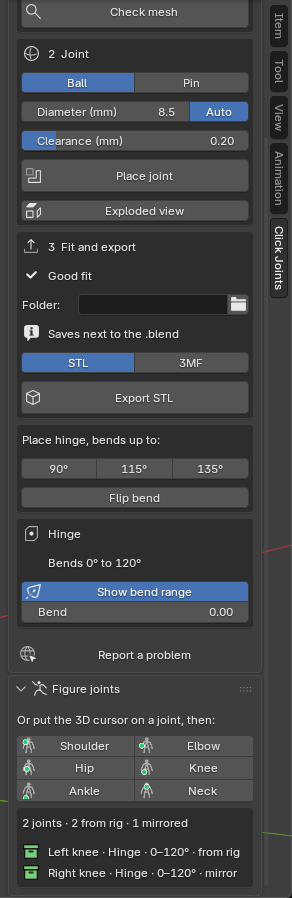 Check mesh
2 Joint
Ball Pin
Diameter (mm) 8.5 Auto
Clearance (mm) 0.20
Place joint
Exploded view
3 Fit and export
Good fit
Folder:
Saves next to the .blend
STL 3MF
Export STL
Place hinge, bends up to:
90° 115° 135°
Flip bend
Hinge
Bends 0° to 120°
Show bend range
Bend 0.00
Report a problem
Figure joints
Or put the 3D cursor on a joint, then:
Shoulder Elbow
Hip Knee
Ankle Neck
2 joints · 2 from rig · 1 mirrored
Left knee · Hinge · 0–120° · from rig
Right knee · Hinge · 0–120° · mirror
Item
Tool
View
Animation
Click Joints